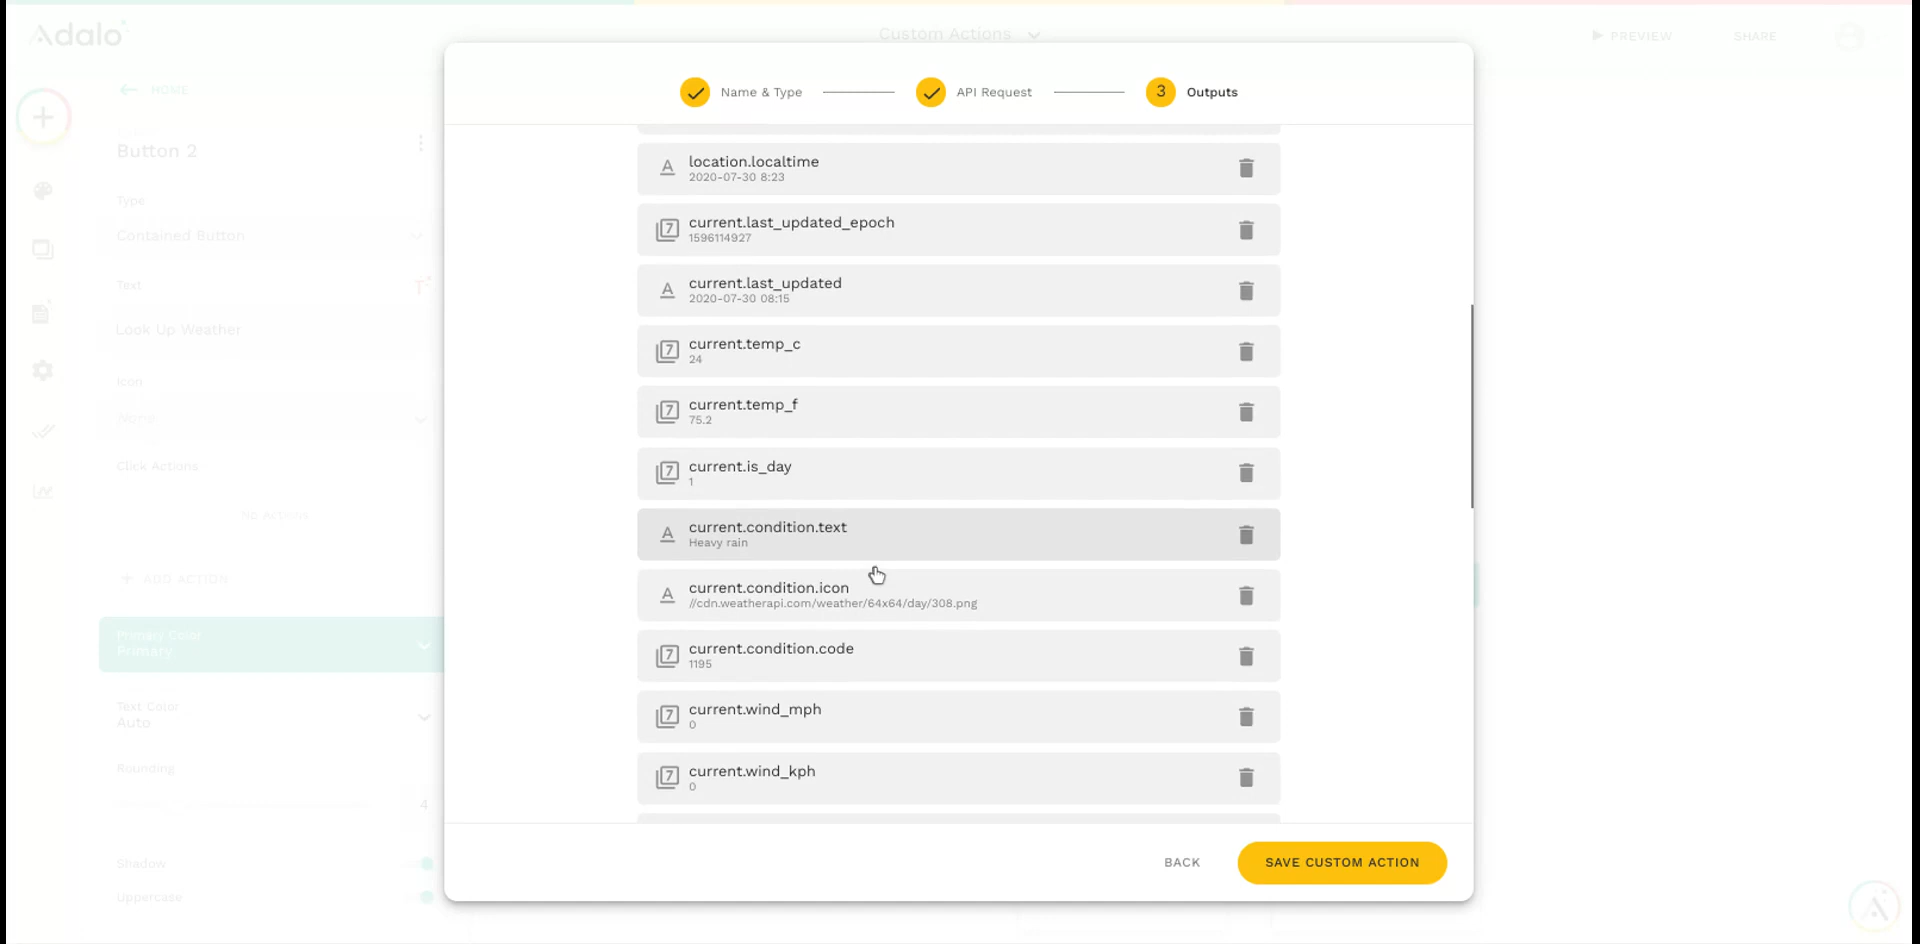 Adalo
Custom Actions
PREVIEW
SHARE
Name & Type
API Request
3
Outputs
HOME
Button 2
Type
Contained Button
Text
Look Up Weather
Icon
None
Click Actions
No Actions
ADD ACTION
Primary Color
Primary
Text Color
Auto
Rounding
4
Shadow
Uppercase
location.localtime
2020-07-30 8:23
current.last_updated_epoch
1596114927
current.last_updated
2020-07-30 08:15
current.temp_c
24
current.temp_f
75.2
current.is_day
1
current.condition.text
Heavy rain
current.condition.icon
//cdn.weatherapi.com/weather/64x64/day/308.png
current.condition.code
1195
current.wind_mph
0
current.wind_kph
0
BACK
SAVE CUSTOM ACTION